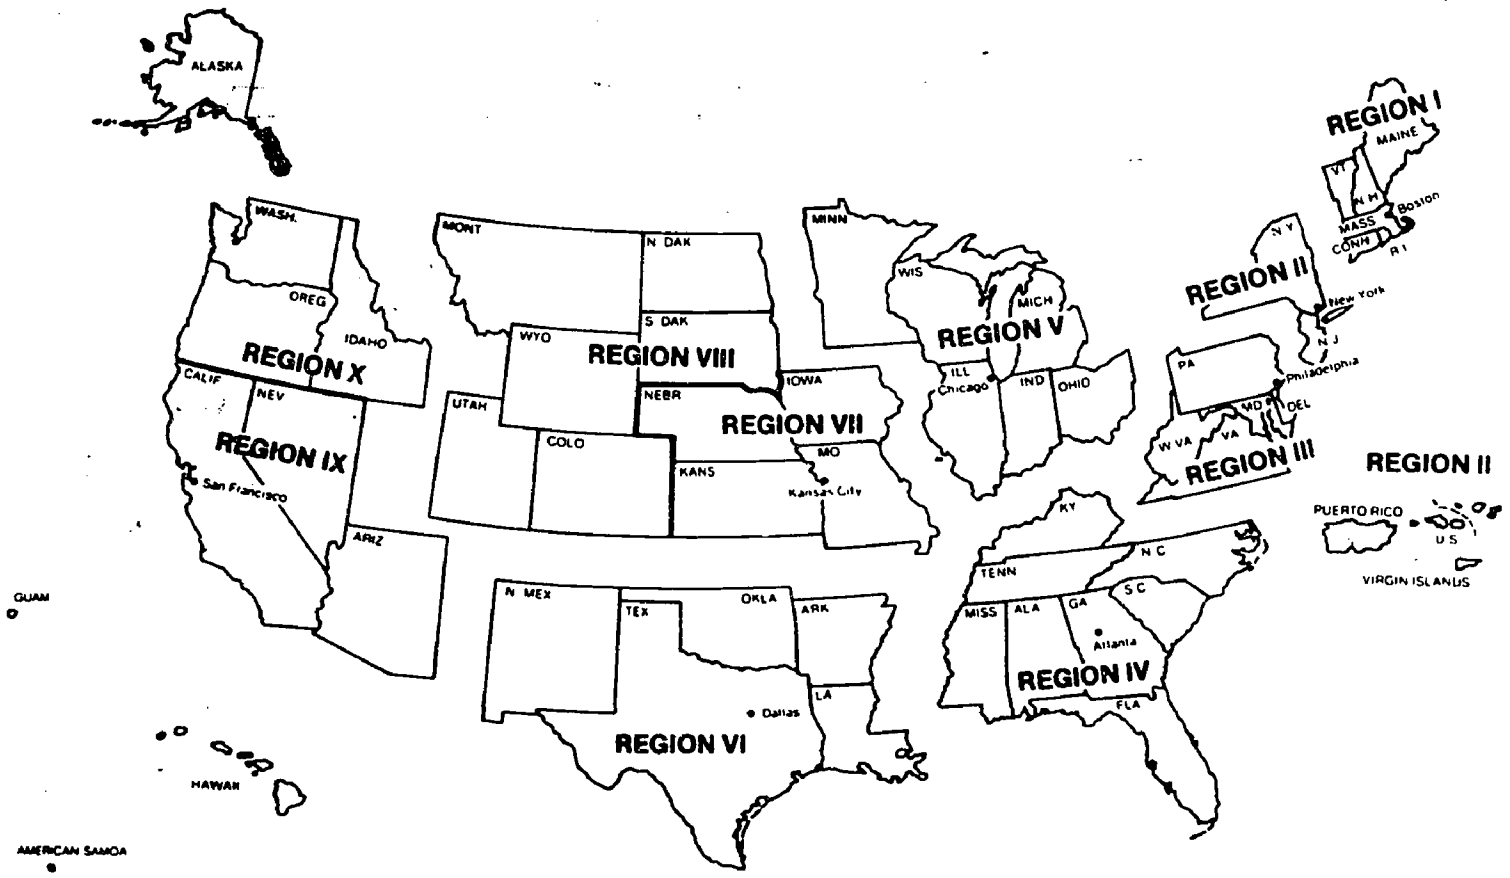 ALASKA
REGION I
MAINE
VT
N H
MASS
Boston
CONH
R I
WASH.
MONT
N DAK
MINN
WIS
MICH
N Y
REGION II
New York
N J
OREG
IDAHO
REGION X
WYO
S DAK
REGION VIII
REGION V
PA
Philadelphia
CALIF
NEV
UTAH
NEBR
IOWA
ILL
Chicago
IND
OHIO
MD
DEL
REGION IX
COLO
REGION VII
W VA
VA
REGION III
San Francisco
KANS
MO
Kansas City
REGION II
PUERTO RICO
U S
VIRGIN ISLANDS
ARIZ
KY
TENN
N C
GUAM
N MEX
TEX
OKLA
ARK
MISS
ALA
GA
S C
Atlanta
REGION IV
LA
Dallas
FLA
REGION VI
HAWAII
AMERICAN SAMOA